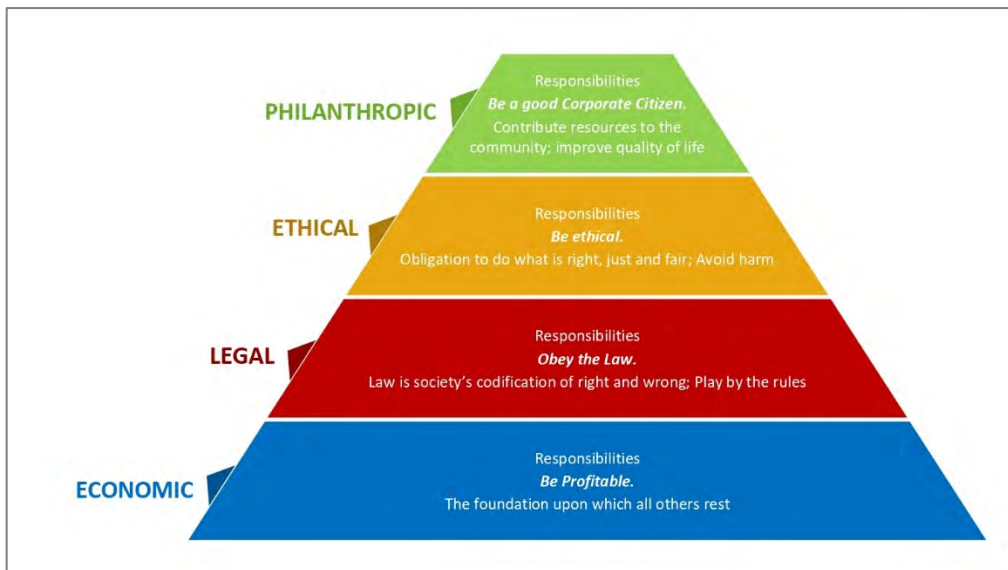 PHILANTHROPIC
Responsibilities
Be a good Corporate Citizen.
Contribute resources to the
community; improve quality of life
ETHICAL
Responsibilities
Be ethical.
Obligation to do what is right, just and fair; Avoid harm
LEGAL
Responsibilities
Obey the Law.
Law is society’s codification of right and wrong; Play by the rules
ECONOMIC
Responsibilities
Be Profitable.
The foundation upon which all others rest